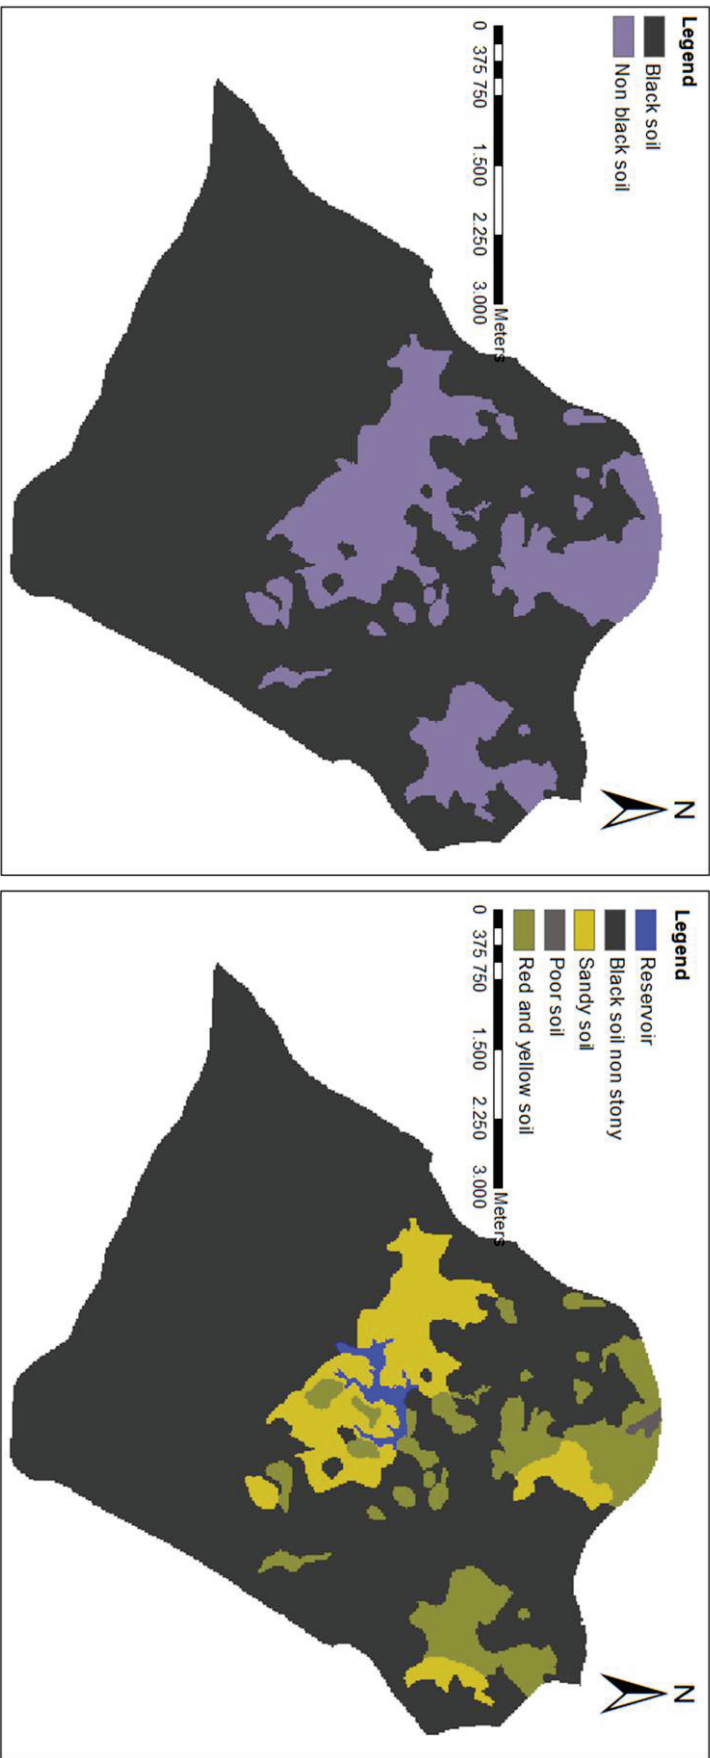 Legend
Black soil
Non black soil
0 375 750 1.500 2.250 3.000
Meters
N
Legend
Reservoir
Black soil non stony
Sandy soil
Poor soil
Red and yellow soil
0 375 750 1.500 2.250 3.000
Meters
N